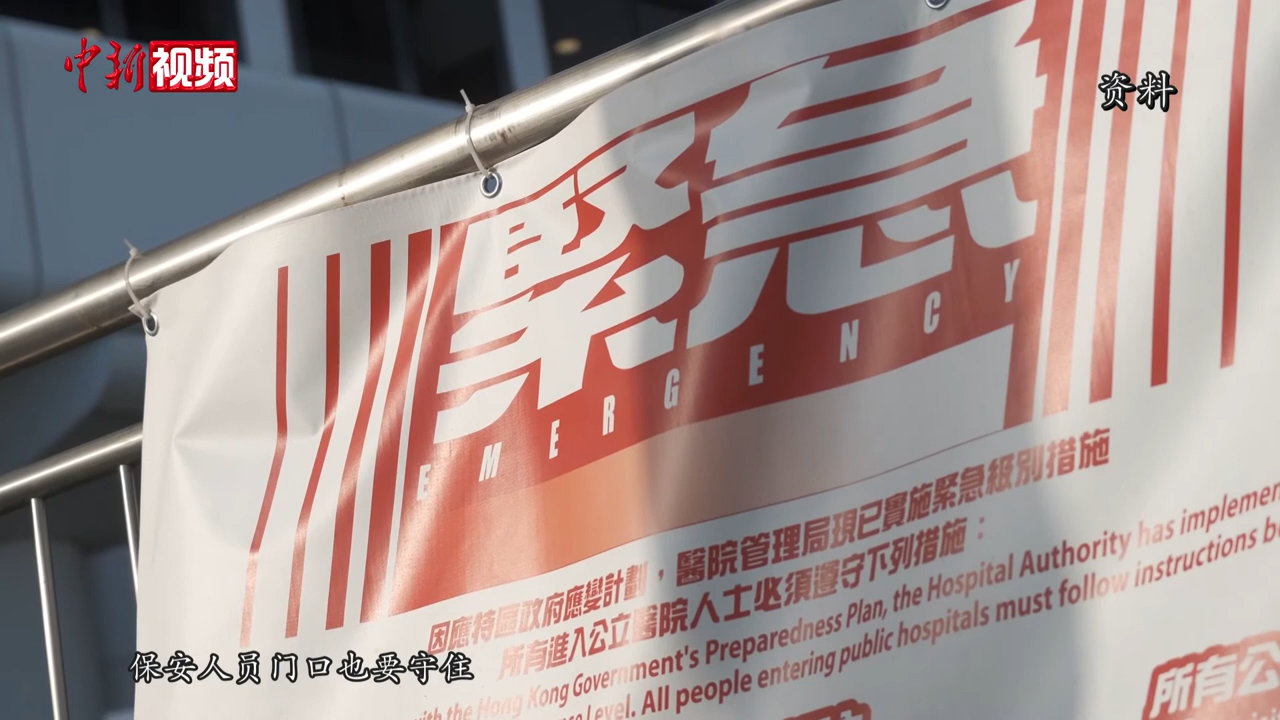 中新视频
资料
緊急
EMERGENCY
因應特區政府應變計劃，醫院管理局現已實施緊急級別措施
所有進入公立醫院人士必須遵守下列措施：
with the Hong Kong Government's Preparedness Plan, the Hospital Authority has implemen
Level. All people entering public hospitals must follow instructions be
所有公
保安人员门口也要守住